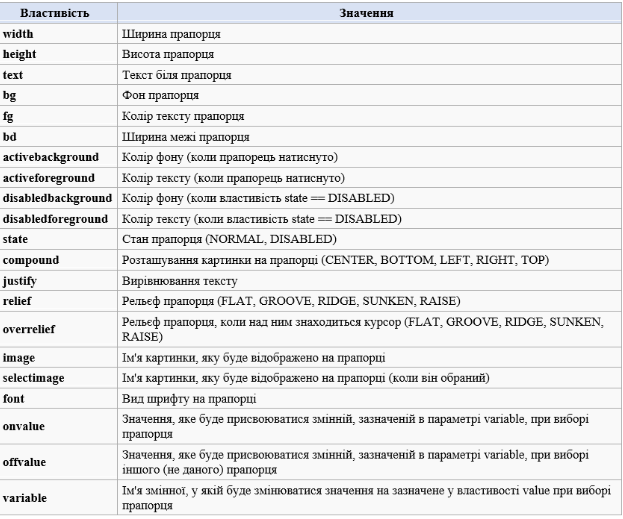 Властивість Значення
width Ширина прапорця
height Висота прапорця
text Текст біля прапорця
bg Фон прапорця
fg Колір тексту прапорця
bd Ширина межі прапорця
activebackground Колір фону (коли прапорець натиснуто)
activeforeground Колір тексту (коли прапорець натиснуто)
disabledbackground Колір фону (коли властивість state == DISABLED)
disabledforeground Колір тексту (коли властивість state == DISABLED)
state Стан прапорця (NORMAL, DISABLED)
compound Розташування картинки на прапорці (CENTER, BOTTOM, LEFT, RIGHT, TOP)
justify Вирівнювання тексту
relief Рельєф прапорця (FLAT, GROOVE, RIDGE, SUNKEN, RAISE)
overrelief Рельєф прапорця, коли над ним знаходиться курсор (FLAT, GROOVE, RIDGE, SUNKEN,
RAISE)
image Ім'я картинки, яку буде відображено на прапорці
selectimage Ім'я картинки, яку буде відображено на прапорці (коли він обраний)
font Вид шрифту на прапорці
onvalue Значення, яке буде присвоюватися змінній, зазначеній в параметрі variable, при виборі
прапорця
offvalue Значення, яке буде присвоюватися змінній, зазначеній в параметрі variable, при виборі
іншого (не даного) прапорця
variable Ім'я змінної, у якій буде змінюватися значення на зазначене у властивості value при виборі
прапорця